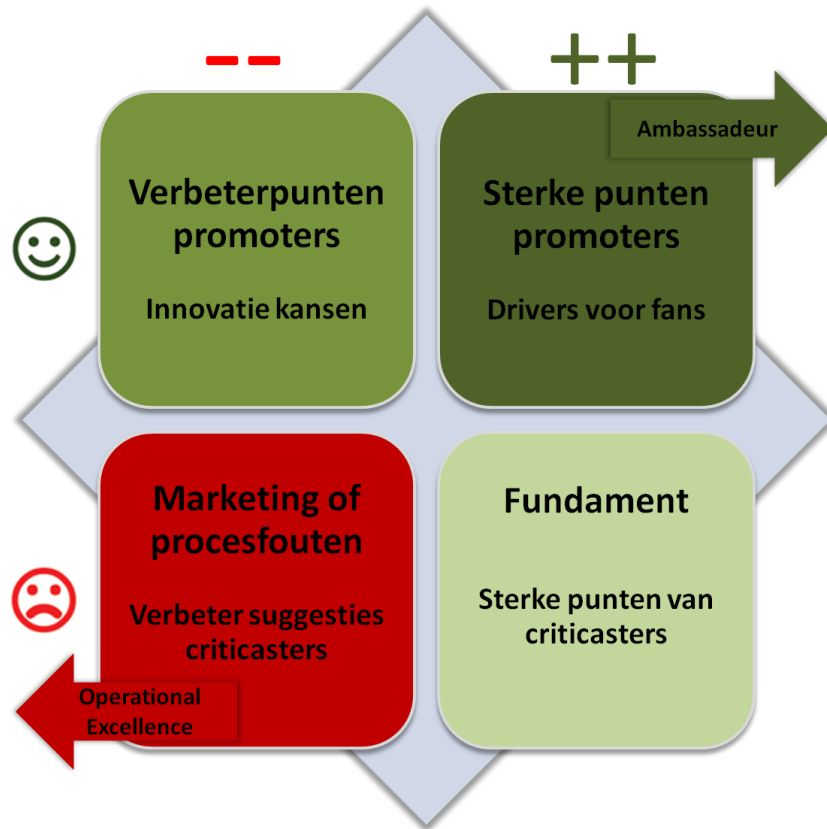 -- ++
Ambassadeur
Verbeterpunten
promoters
Innovatie kansen
Sterke punten
promoters
Drivers voor fans
Marketing of
procesfouten
Verbeter suggesties
criticasters
Operational
Excellence
Fundament
Sterke punten van
criticasters